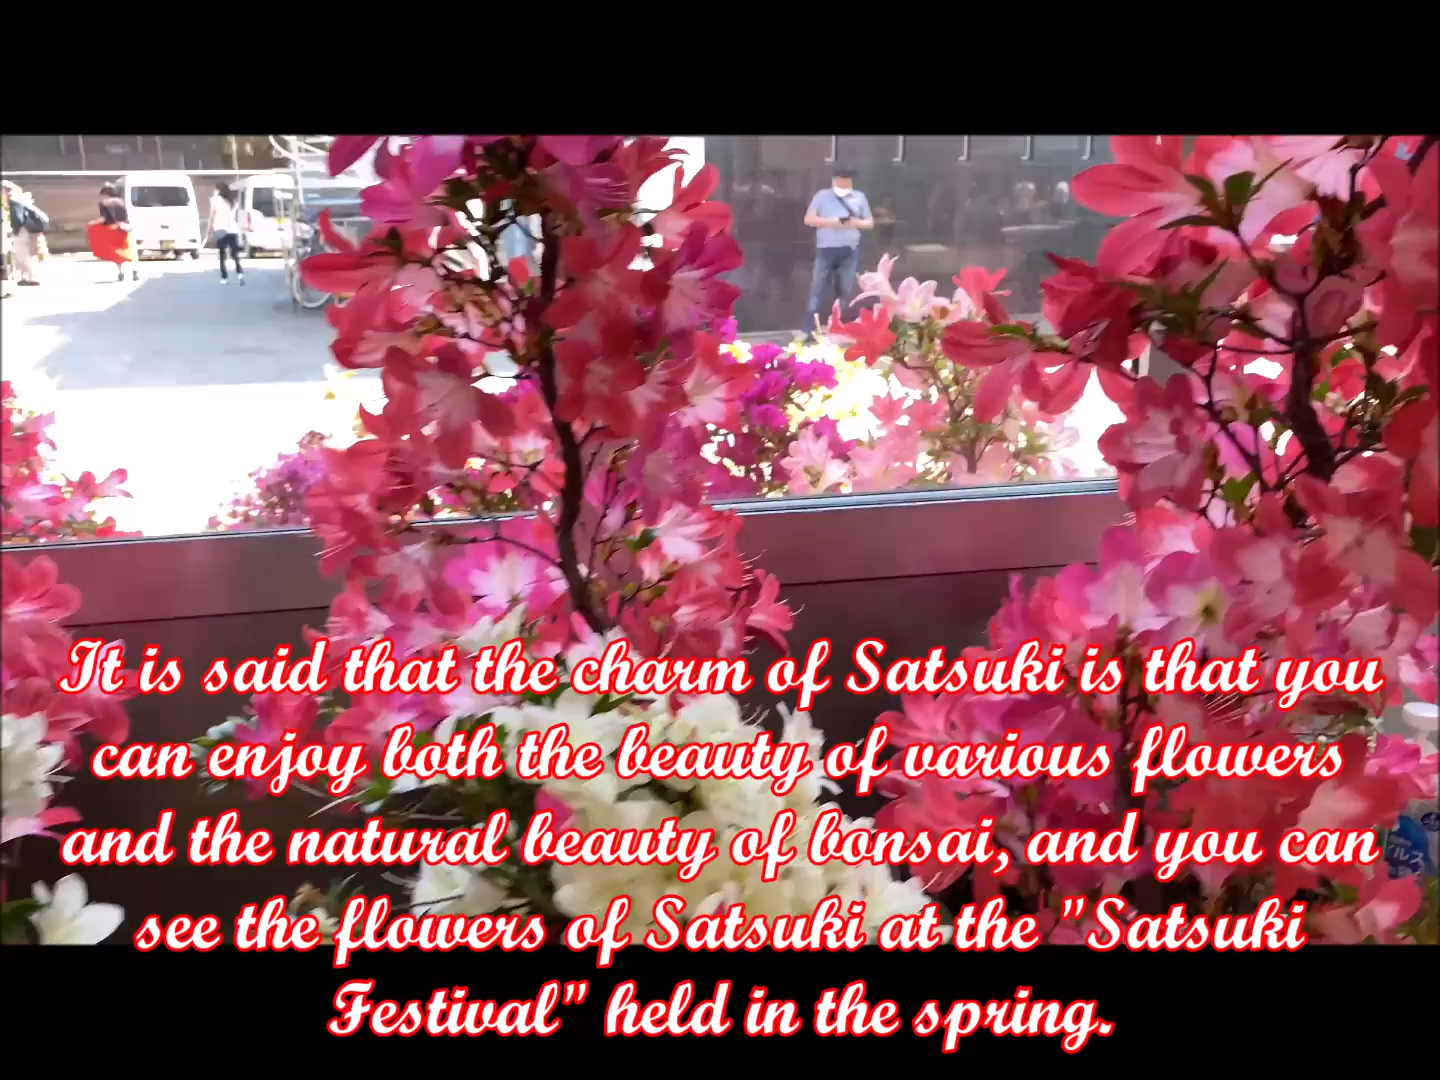 It is said that the charm of Satsuki is that you
can enjoy both the beauty of various flowers
and the natural beauty of bonsai, and you can
see the flowers of Satsuki at the "Satsuki
Festival" held in the spring.